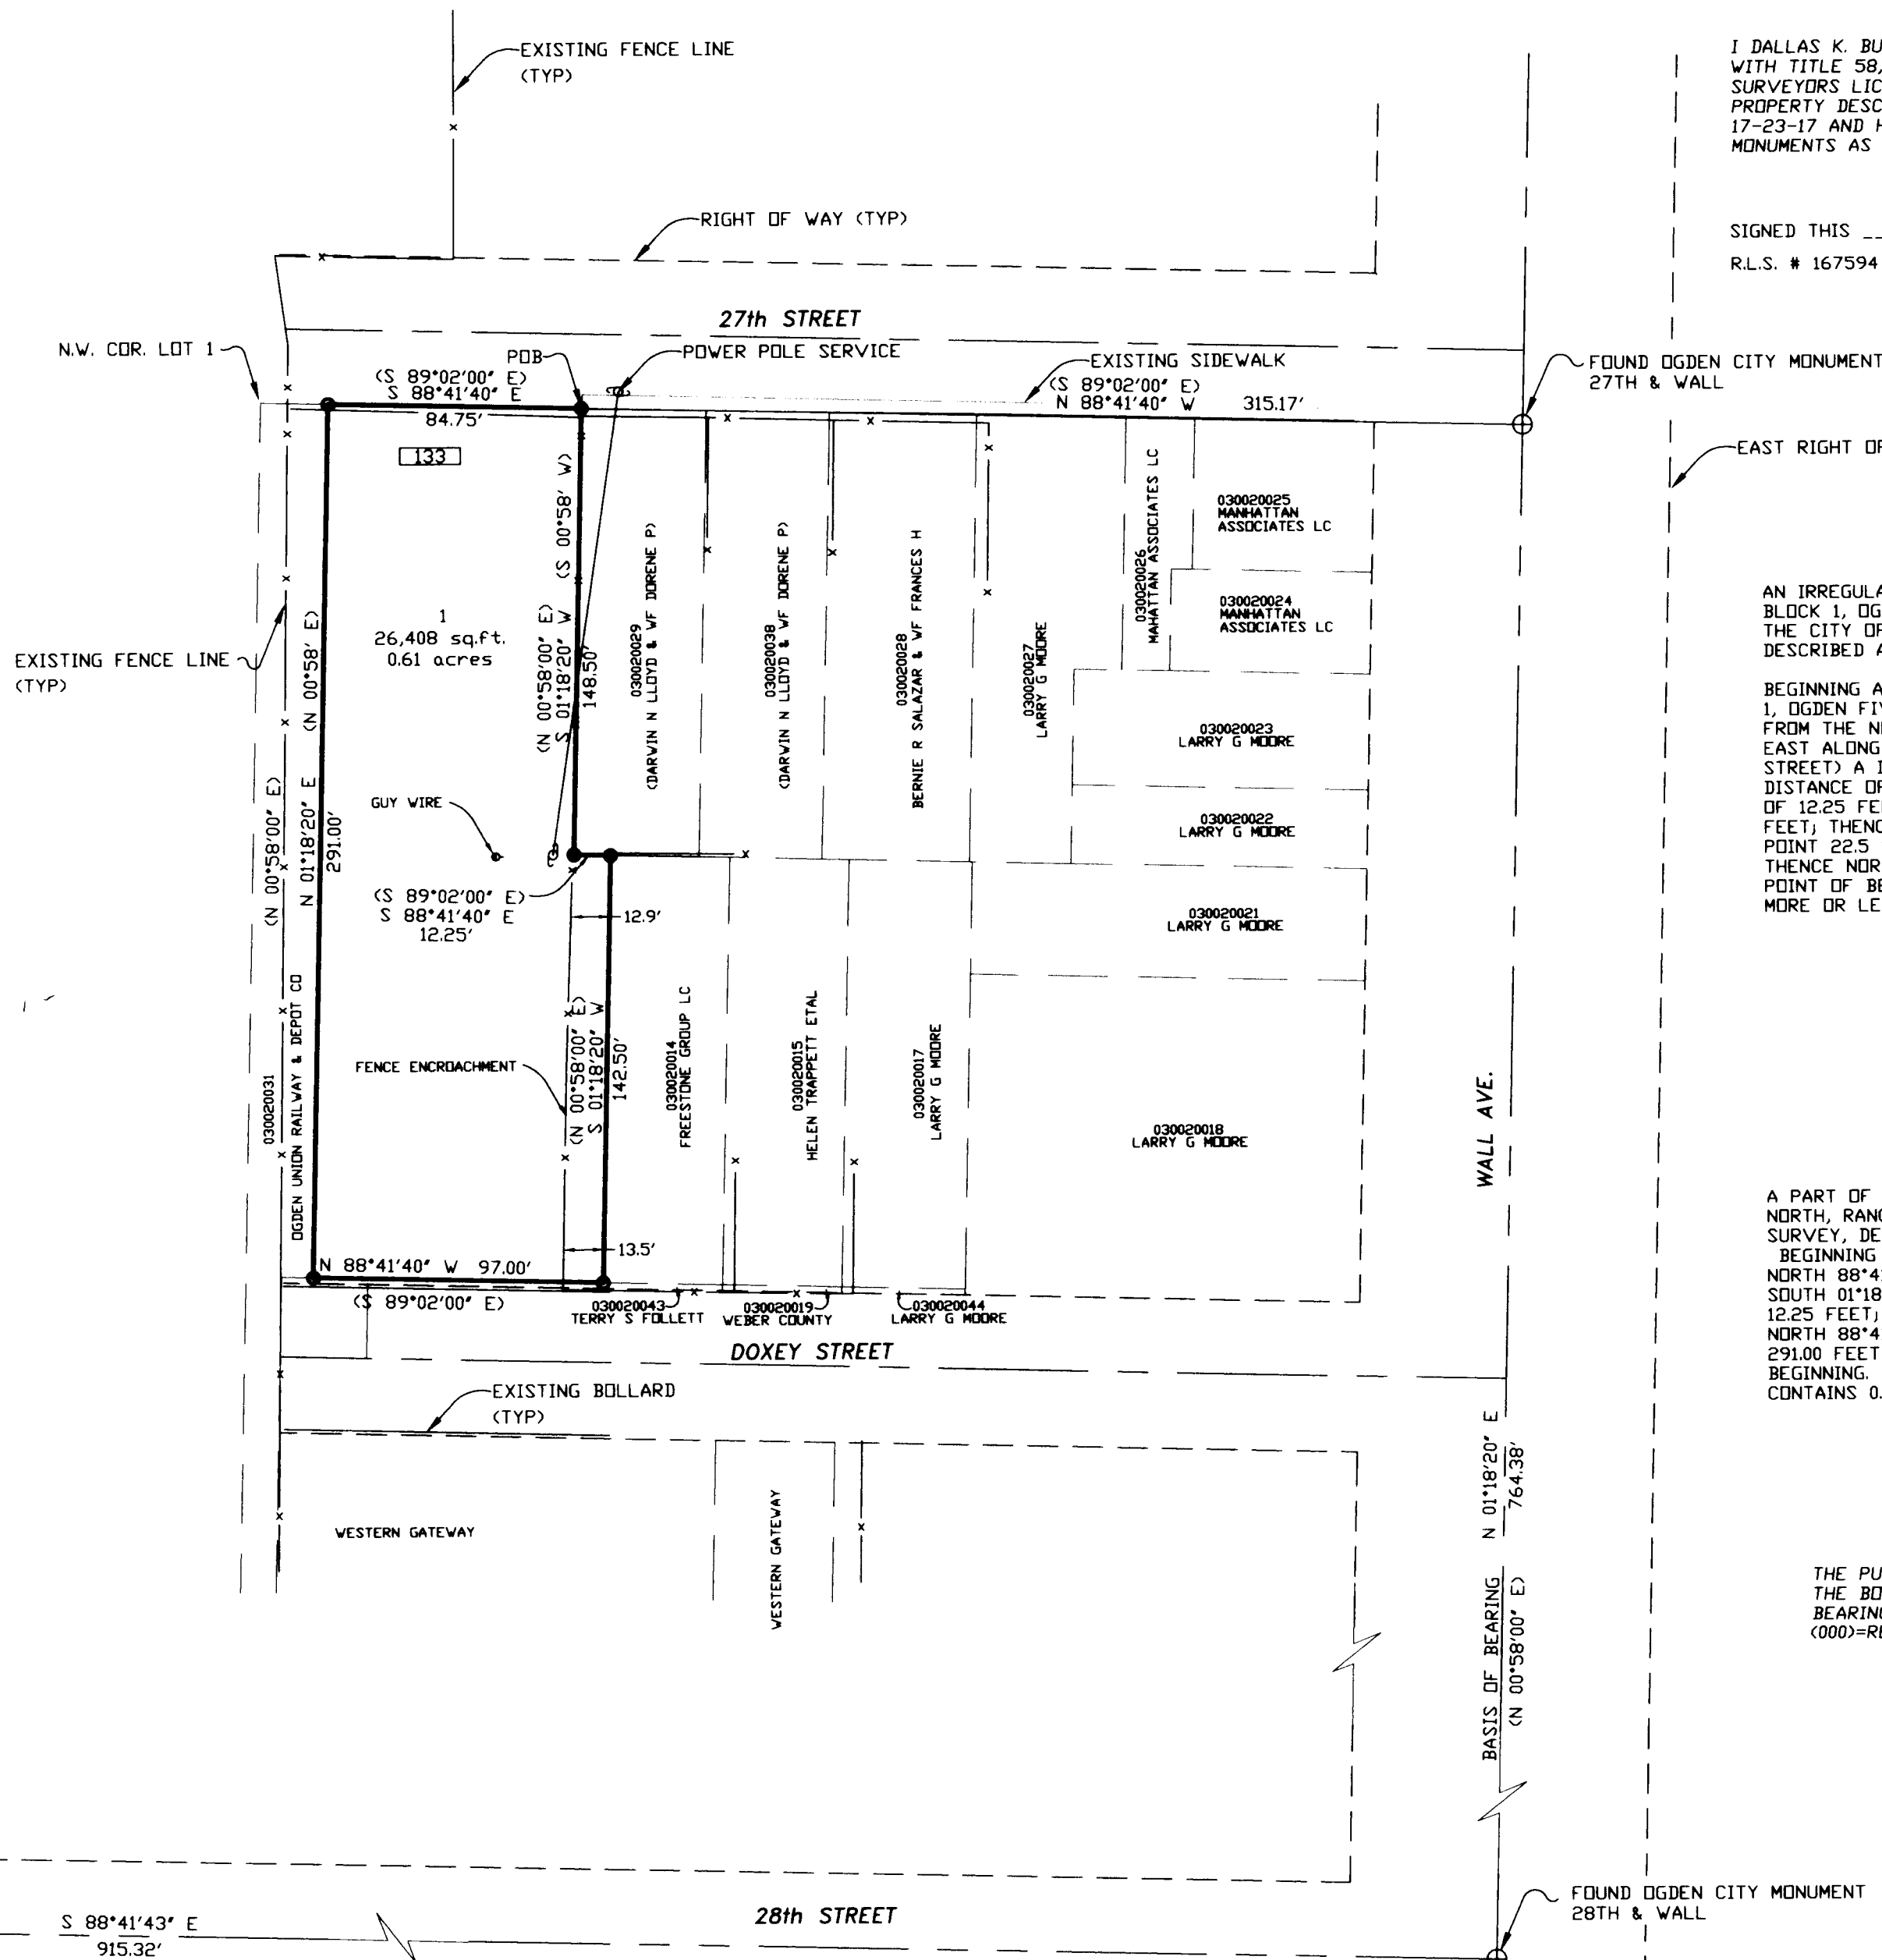 EXISTING FENCE LINE
(TYP)
RIGHT OF WAY (TYP)
27th STREET
N.W. COR. LOT 1
POB
POWER POLE SERVICE
EXISTING SIDEWALK
(S 89°02'00" E)
S 88°41'40" E
84.75'
(S 89°02'00" E)
N 88°41'40" W 315.17'
FOUND OGDEN CITY MONUMENT
27TH & WALL
133
EAST RIGHT OF
1
26,408 sq.ft.
0.61 acres
EXISTING FENCE LINE
(TYP)
(N 00°58'00" E)
N 01°18'20" E (N 00°58' E)
291.00'
(N 00°58'00" E) (S 00°58' W)
S 01°18'20" W
148.50'
030020029
(DARWIN N LLOYD & WF DORENE P)
030020038
(DARWIN N LLOYD & WF DORENE P)
030020028
BERNIE R SALAZAR & WF FRANCES H
030020027
LARRY G MOORE
030020026
MAHATTAN ASSOCIATES LC
030020025
MANHATTAN
ASSOCIATES LC
030020024
MANHATTAN
ASSOCIATES LC
030020023
LARRY G MOORE
030020022
LARRY G MOORE
030020021
LARRY G MOORE
GUY WIRE
(S 89°02'00" E)
S 88°41'40" E
12.25'
12.9'
030020031
OGDEN UNION RAILWAY & DEPOT CO
FENCE ENCROACHMENT
(N 00°58'00" E)
S 01°18'20" W
142.50'
030020014
FREESTONE GROUP LC
030020015
HELEN TRAPPETT ETAL
030020017
LARRY G MOORE
030020018
LARRY G MOORE
WALL AVE.
13.5'
N 88°41'40" W 97.00'
(S 89°02'00" E)
030020043
TERRY S FOLLETT
030020019
WEBER COUNTY
030020044
LARRY G MOORE
DOXEY STREET
EXISTING BOLLARD
(TYP)
WESTERN GATEWAY
WESTERN GATEWAY
BASIS OF BEARING N 01°18'20" E
(N 00°58'00" E) 764.38'
28th STREET
S 88°41'43" E
915.32'
FOUND OGDEN CITY MONUMENT
28TH & WALL
I DALLAS K. BU
WITH TITLE 58,
SURVEYORS LIC
PROPERTY DESC
17-23-17 AND H
MONUMENTS AS
SIGNED THIS __
R.L.S. # 167594
AN IRREGULA
BLOCK 1, OG
THE CITY OF
DESCRIBED A
BEGINNING A
1, OGDEN FIV
FROM THE N
EAST ALONG
STREET) A D
DISTANCE OF
OF 12.25 FEE
FEET; THENC
POINT 22.5
THENCE NOR
POINT OF BE
MORE OR LE
A PART OF
NORTH, RANG
SURVEY, DE
BEGINNING
NORTH 88°41
SOUTH 01°18
12.25 FEET;
NORTH 88°4
291.00 FEET
BEGINNING.
CONTAINS 0.
THE PU
THE BO
BEARING
(000)=RE